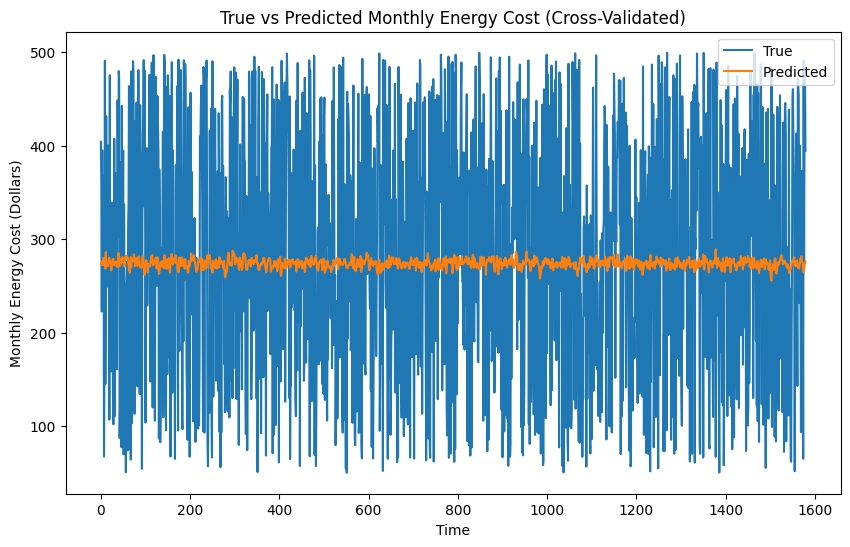 True vs Predicted Monthly Energy Cost (Cross-Validated)
True
Predicted
Monthly Energy Cost (Dollars)
500
400
300
200
100
0 200 400 600 800 1000 1200 1400 1600
Time